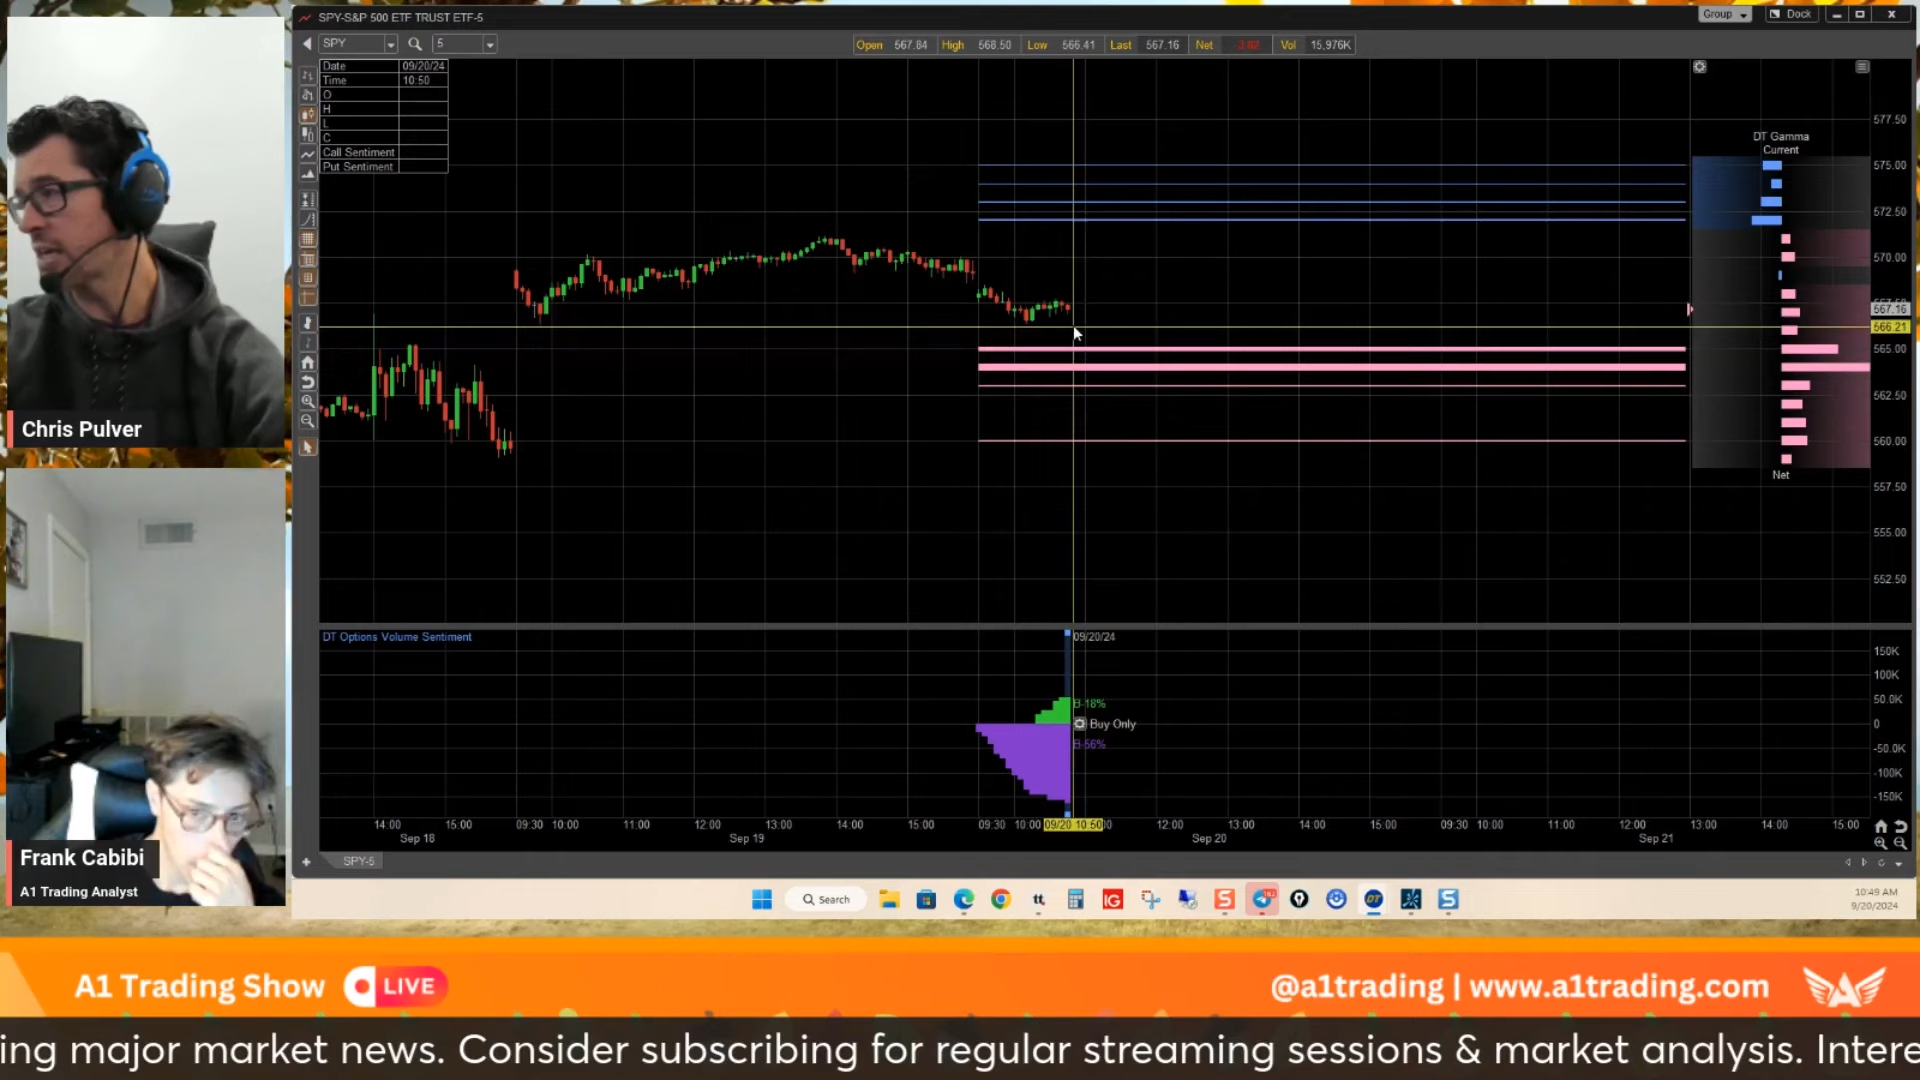 SPY-S&P 500 ETF TRUST ETF-5
Group
Dock
SPY
5
Open 567.84 High 568.50 Low 566.41 Last 567.16 Net -3.82 Vol 15,976K
Date 09/20/24
Time 10:50
O
H
L
C
Call Sentiment
Put Sentiment
DT Gamma
Current
577.50
575.00
572.50
570.00
567.16
566.21
565.00
562.50
560.00
557.50
555.00
552.50
Net
Chris Pulver
Frank Cabibi
A1 Trading Analyst
DT Options Volume Sentiment
09/20/24
B-18%
Buy Only
B-56%
150K
100K
50.0K
0
-50.0K
-100K
-150K
14:00 15:00 09:30 10:00 11:00 12:00 13:00 14:00 15:00 09:30 10:00 09/20 10:50 12:00 13:00 14:00 15:00 09:30 10:00 11:00 12:00 13:00 14:00 15:00
Sep 18 Sep 19 Sep 20 Sep 21
SPY-5
Search
tt
IG
DT
10:49 AM
9/20/2024
A1 Trading Show LIVE
@a1trading | www.a1trading.com
ing major market news. Consider subscribing for regular streaming sessions & market analysis. Intere